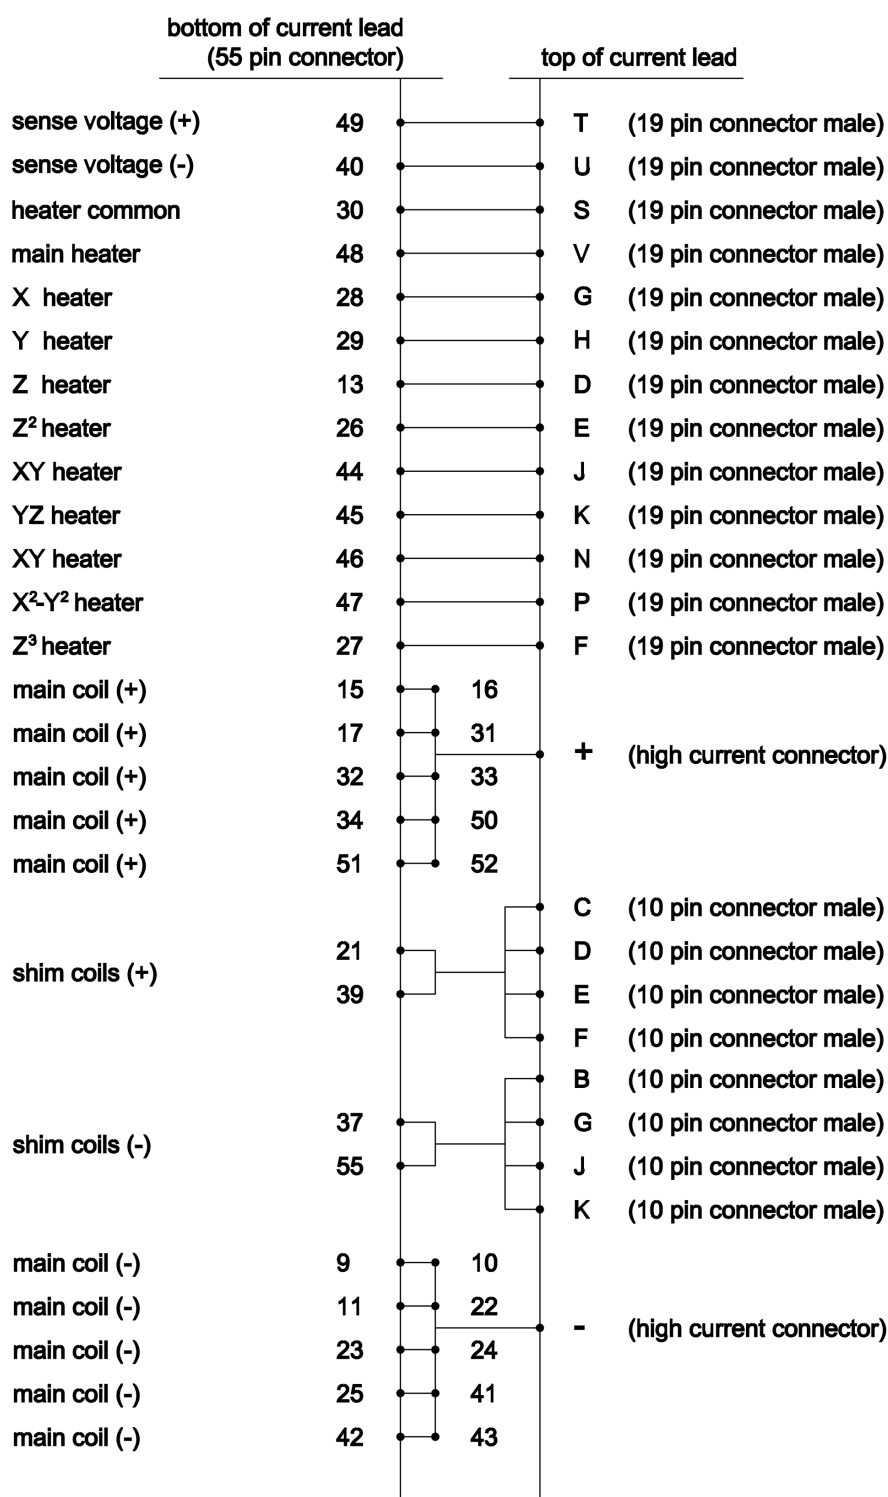 bottom of current lead
(55 pin connector)
top of current lead
sense voltage (+) 49 T (19 pin connector male)
sense voltage (-) 40 U (19 pin connector male)
heater common 30 S (19 pin connector male)
main heater 48 V (19 pin connector male)
X heater 28 G (19 pin connector male)
Y heater 29 H (19 pin connector male)
Z heater 13 D (19 pin connector male)
Z² heater 26 E (19 pin connector male)
XY heater 44 J (19 pin connector male)
YZ heater 45 K (19 pin connector male)
XY heater 46 N (19 pin connector male)
X²-Y² heater 47 P (19 pin connector male)
Z³ heater 27 F (19 pin connector male)
main coil (+) 15 16
main coil (+) 17 31
+ (high current connector)
main coil (+) 32 33
main coil (+) 34 50
main coil (+) 51 52
C (10 pin connector male)
21 D (10 pin connector male)
shim coils (+)
39 E (10 pin connector male)
F (10 pin connector male)
B (10 pin connector male)
37 G (10 pin connector male)
shim coils (-)
55 J (10 pin connector male)
K (10 pin connector male)
main coil (-) 9 10
main coil (-) 11 22
- (high current connector)
main coil (-) 23 24
main coil (-) 25 41
main coil (-) 42 43